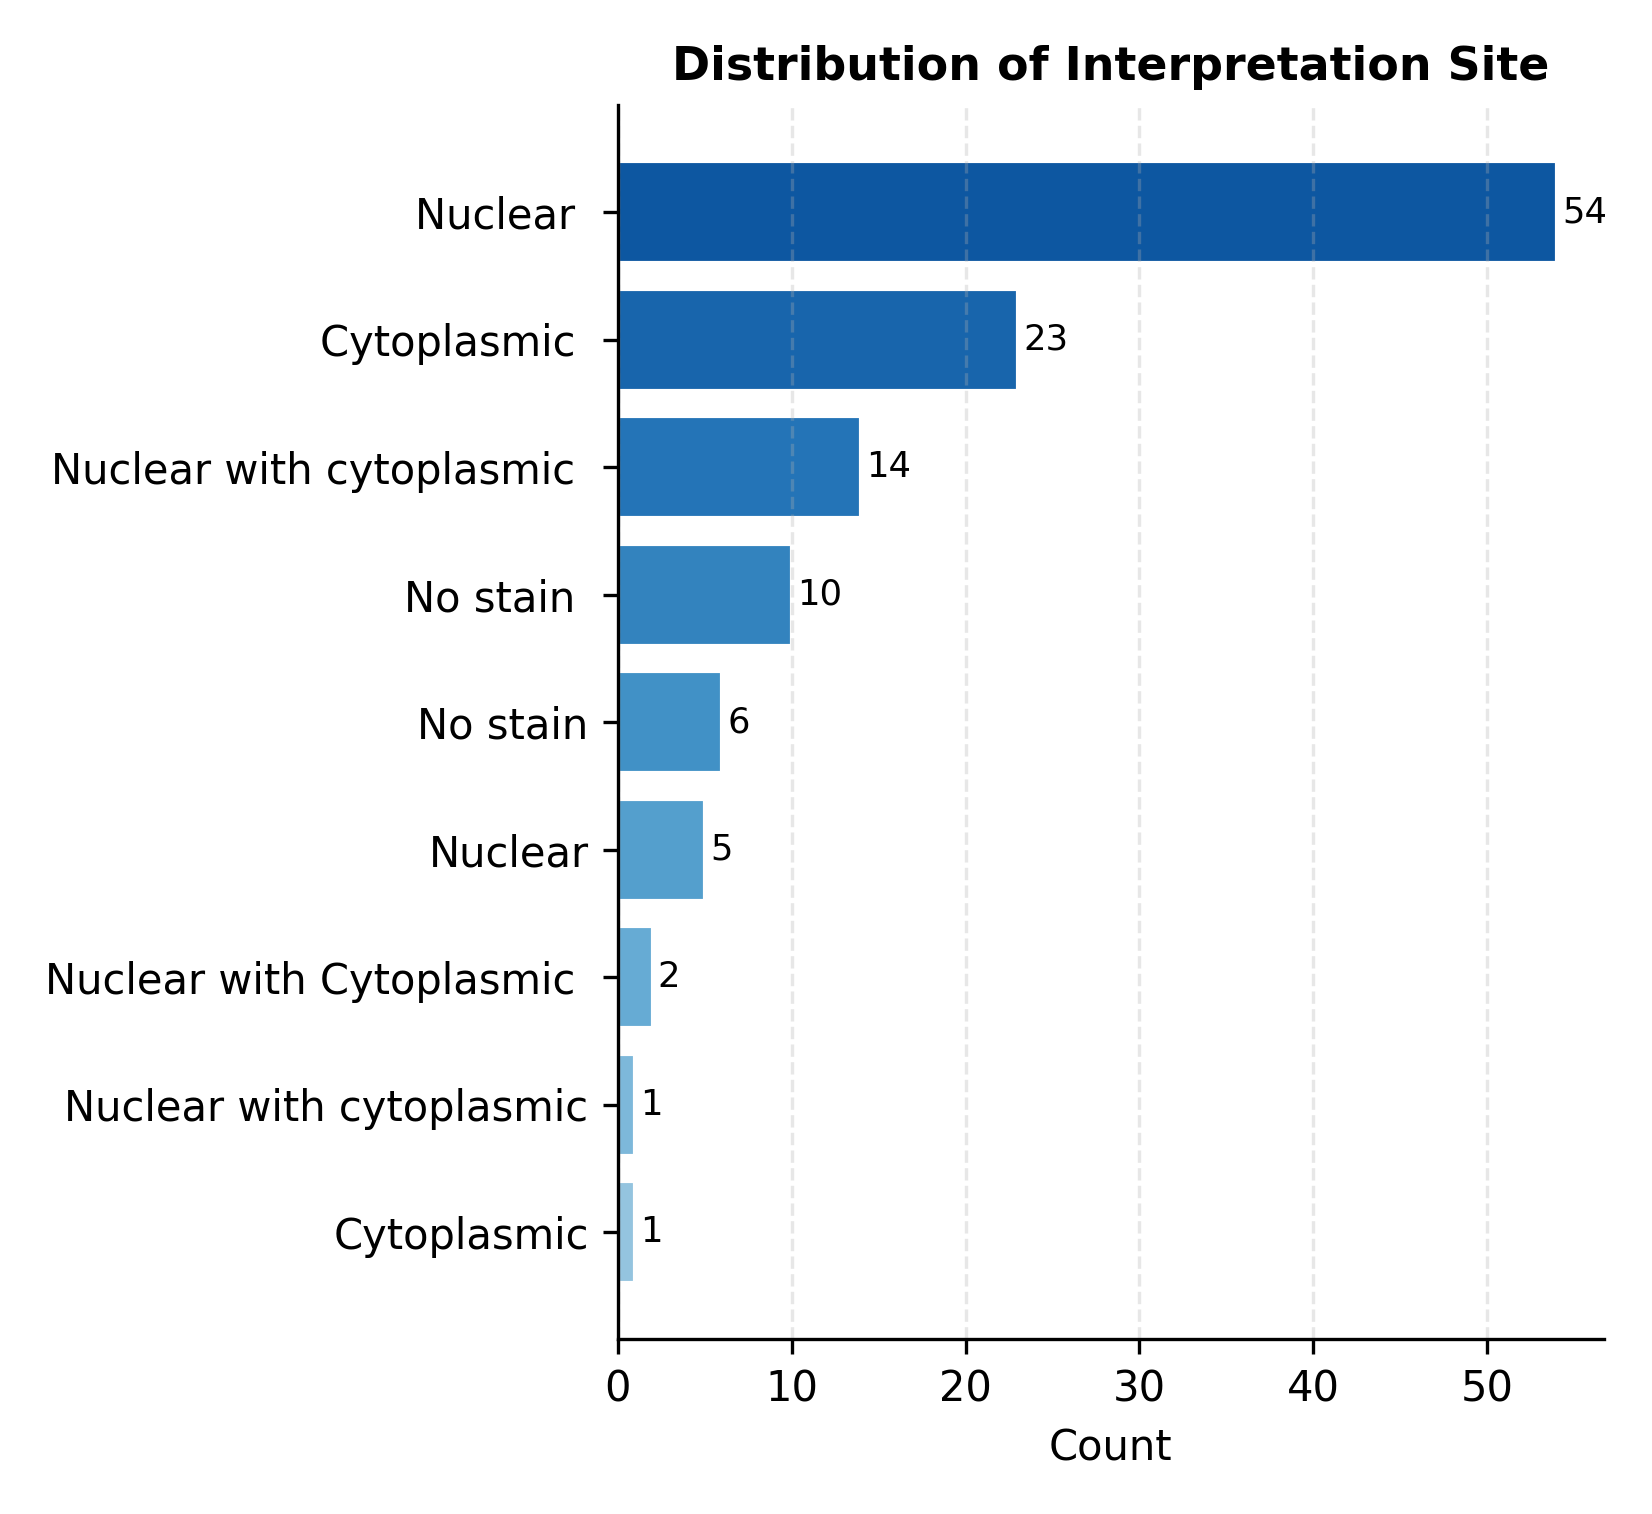 Distribution of Interpretation Site
Nuclear 54
Cytoplasmic 23
Nuclear with cytoplasmic 14
No stain 10
No stain 6
Nuclear 5
Nuclear with Cytoplasmic 2
Nuclear with cytoplasmic 1
Cytoplasmic 1
0 10 20 30 40 50
Count